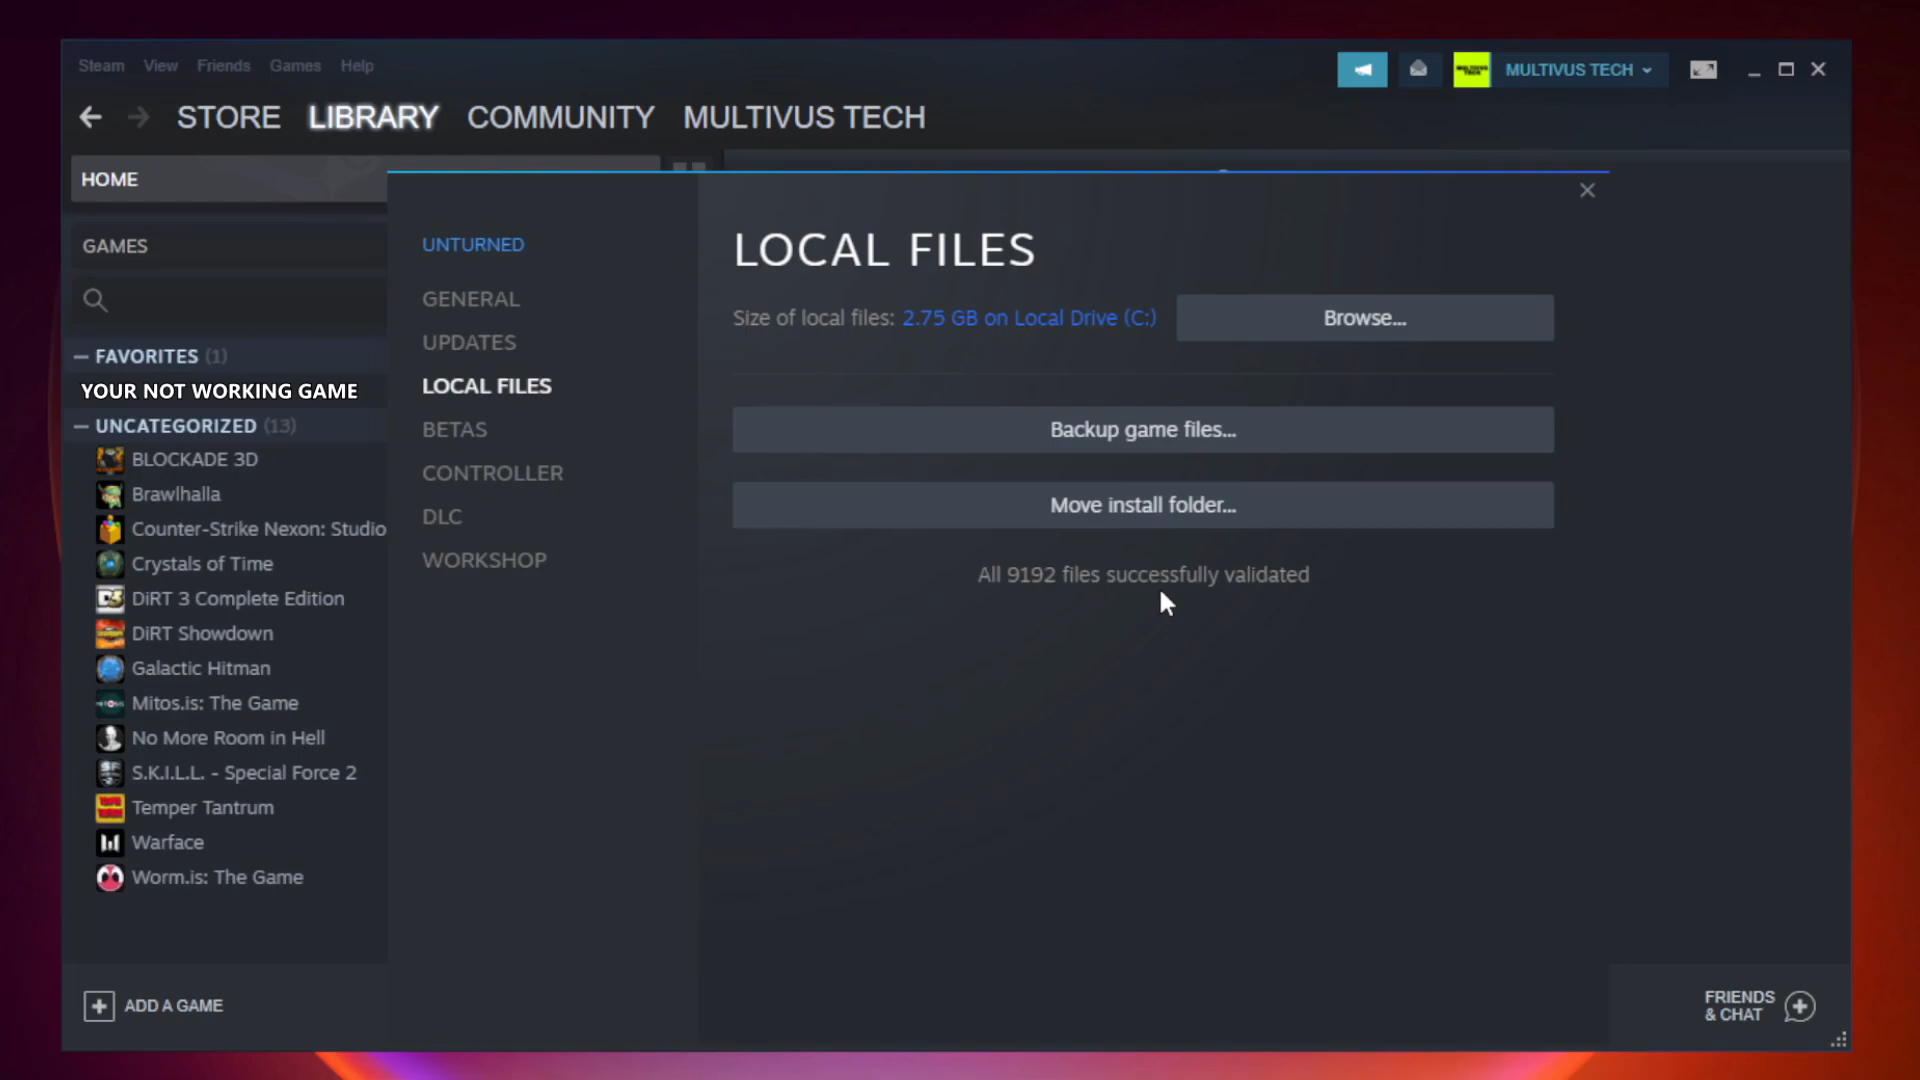 Steam View Friends Games Help
MULTIVUS TECH
STORE LIBRARY COMMUNITY MULTIVUS TECH
HOME
GAMES
FAVORITES (1)
YOUR NOT WORKING GAME
UNCATEGORIZED (13)
BLOCKADE 3D
Brawlhalla
Counter-Strike Nexon: Studio
Crystals of Time
DiRT 3 Complete Edition
DiRT Showdown
Galactic Hitman
Mitos.is: The Game
No More Room in Hell
S.K.I.L.L. - Special Force 2
Temper Tantrum
Warface
Worm.is: The Game
ADD A GAME
UNTURNED
GENERAL
UPDATES
LOCAL FILES
BETAS
CONTROLLER
DLC
WORKSHOP
LOCAL FILES
Size of local files: 2.75 GB on Local Drive (C:)
Browse...
Backup game files...
Move install folder...
All 9192 files successfully validated
FRIENDS
& CHAT